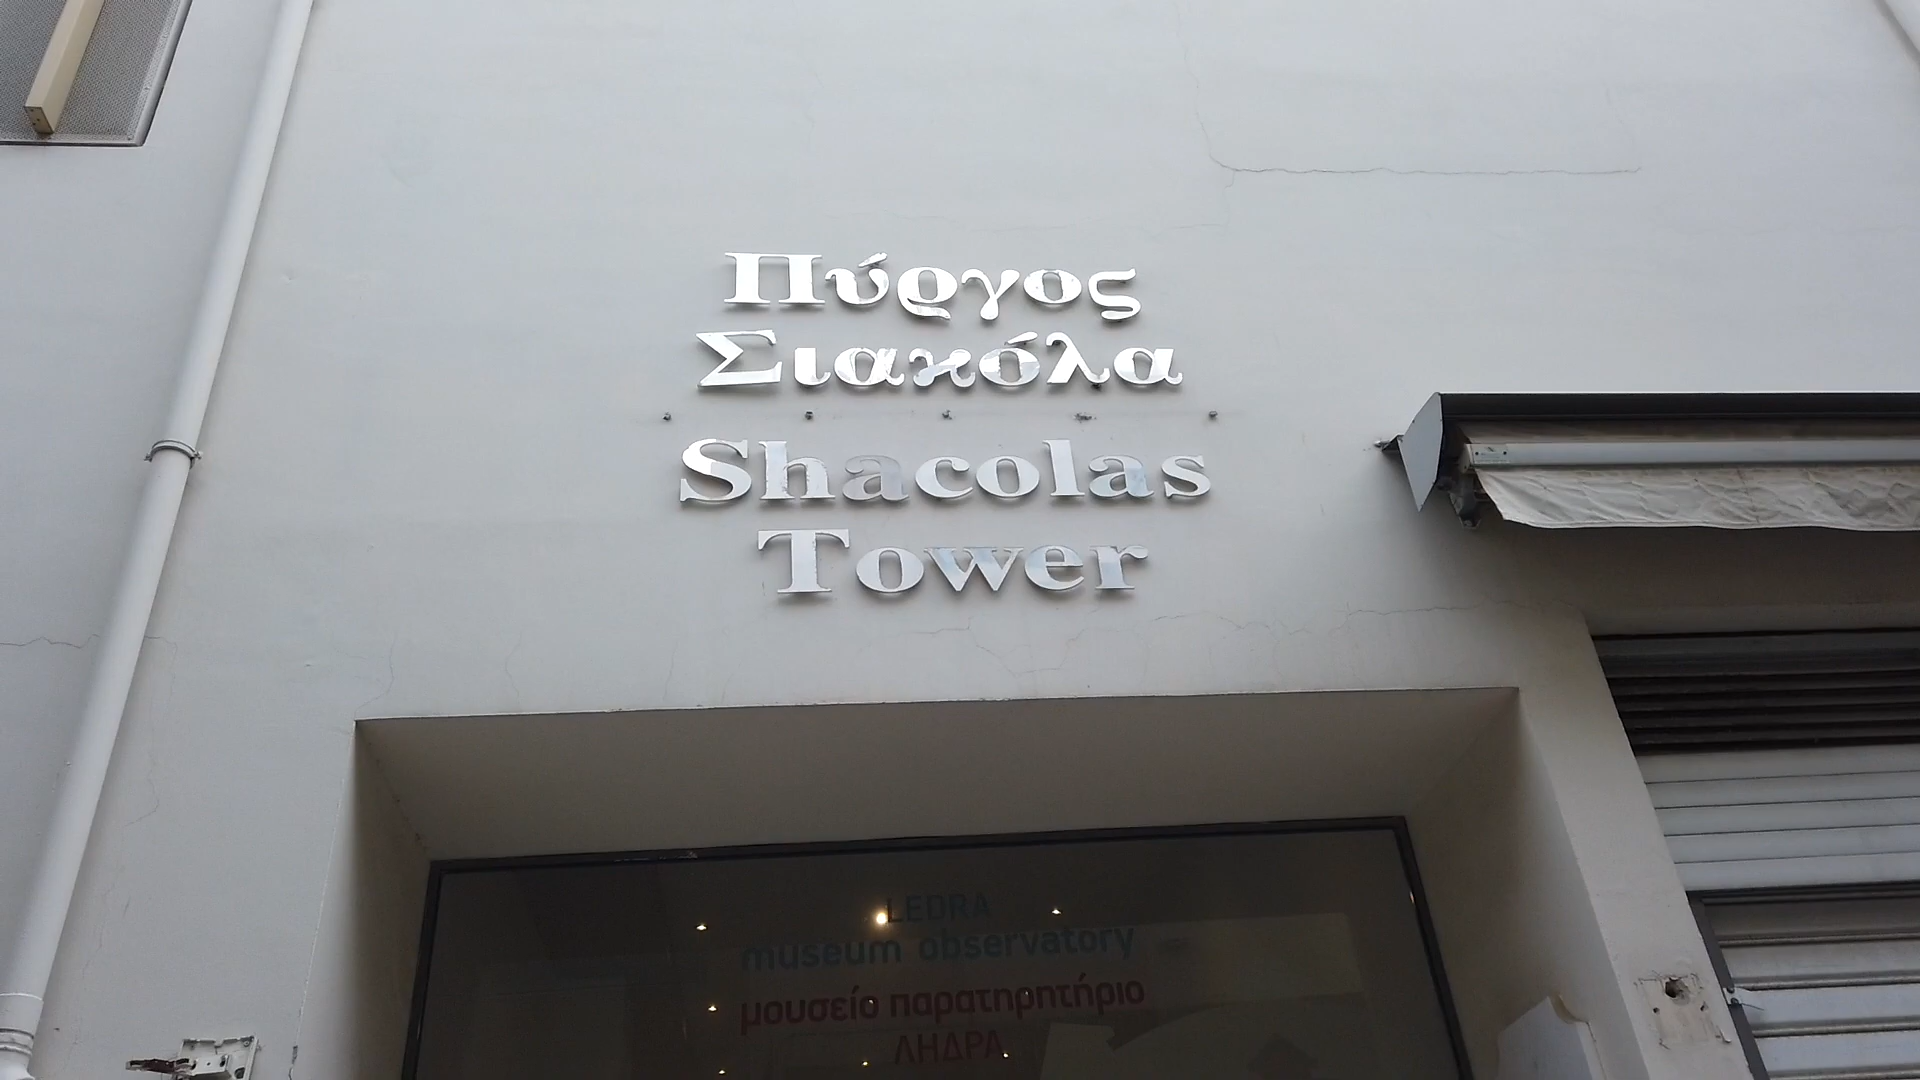 Πύργος
Σιακόλα
Shacolas
Tower
LEDRA
museum observatory
μουσείο παρατηρητήριο
ΛΗΔΡΑ